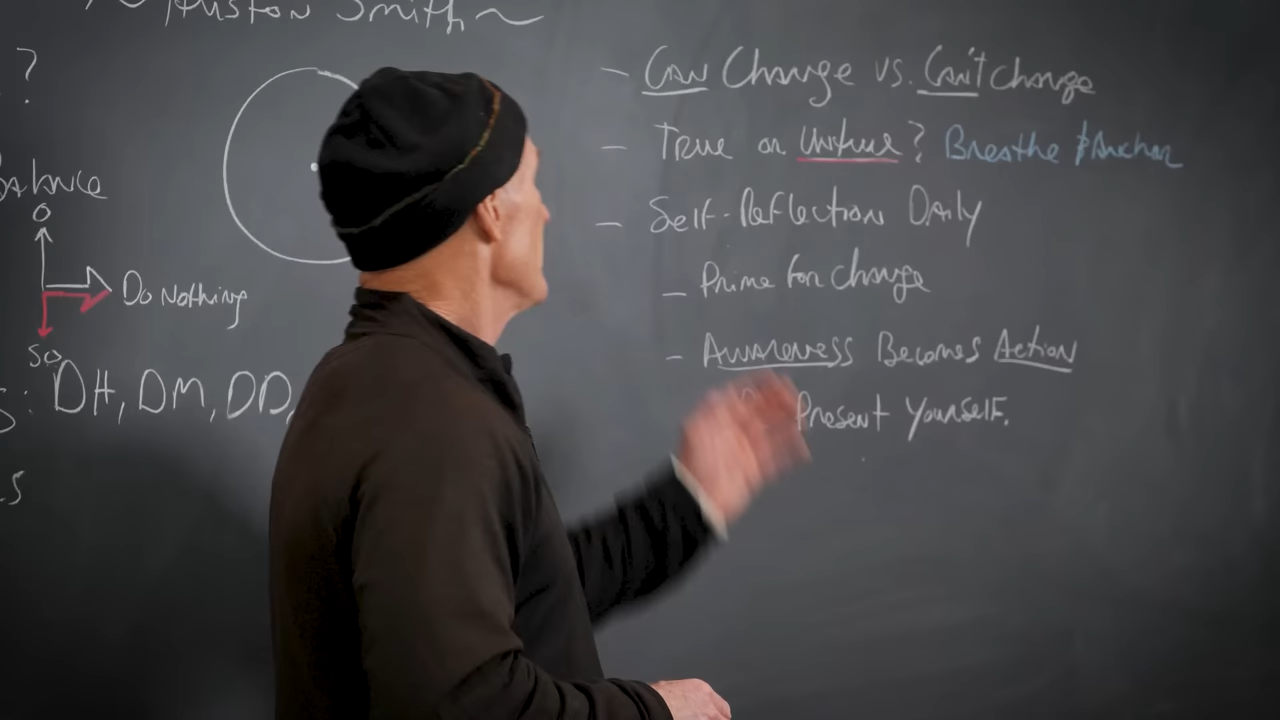 ~ Huston Smith ~
?
Balance
Do Nothing
so
: DH, DM, DD,
s
- Can Change vs. Can't Change
- True or Untrue? Breathe & Anchor
- Self-Reflection Daily
- Prime for Change
- Awareness Becomes Action
Present Yourself.